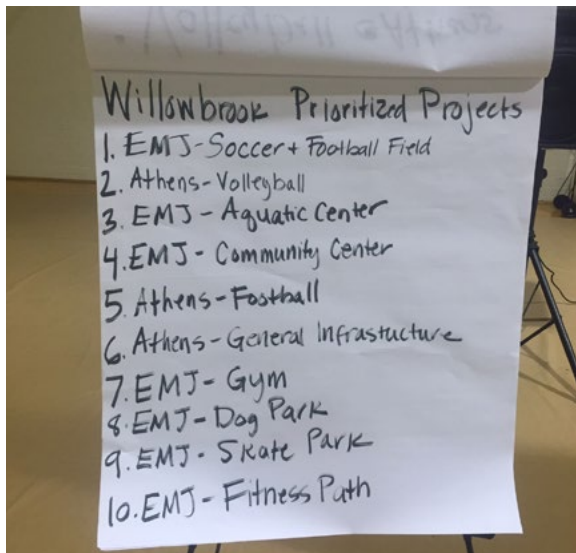 Willowbrook Prioritized Projects
1. EMJ-Soccer + Football Field
2. Athens-Volleyball
3. EMJ - Aquatic Center
4. EMJ - Community Center
5. Athens-Football
6. Athens-General Infrastucture
7. EMJ- Gym
8. EMJ-Dog Park
9. EMJ- Skate Park
10. EMJ - Fitness Path